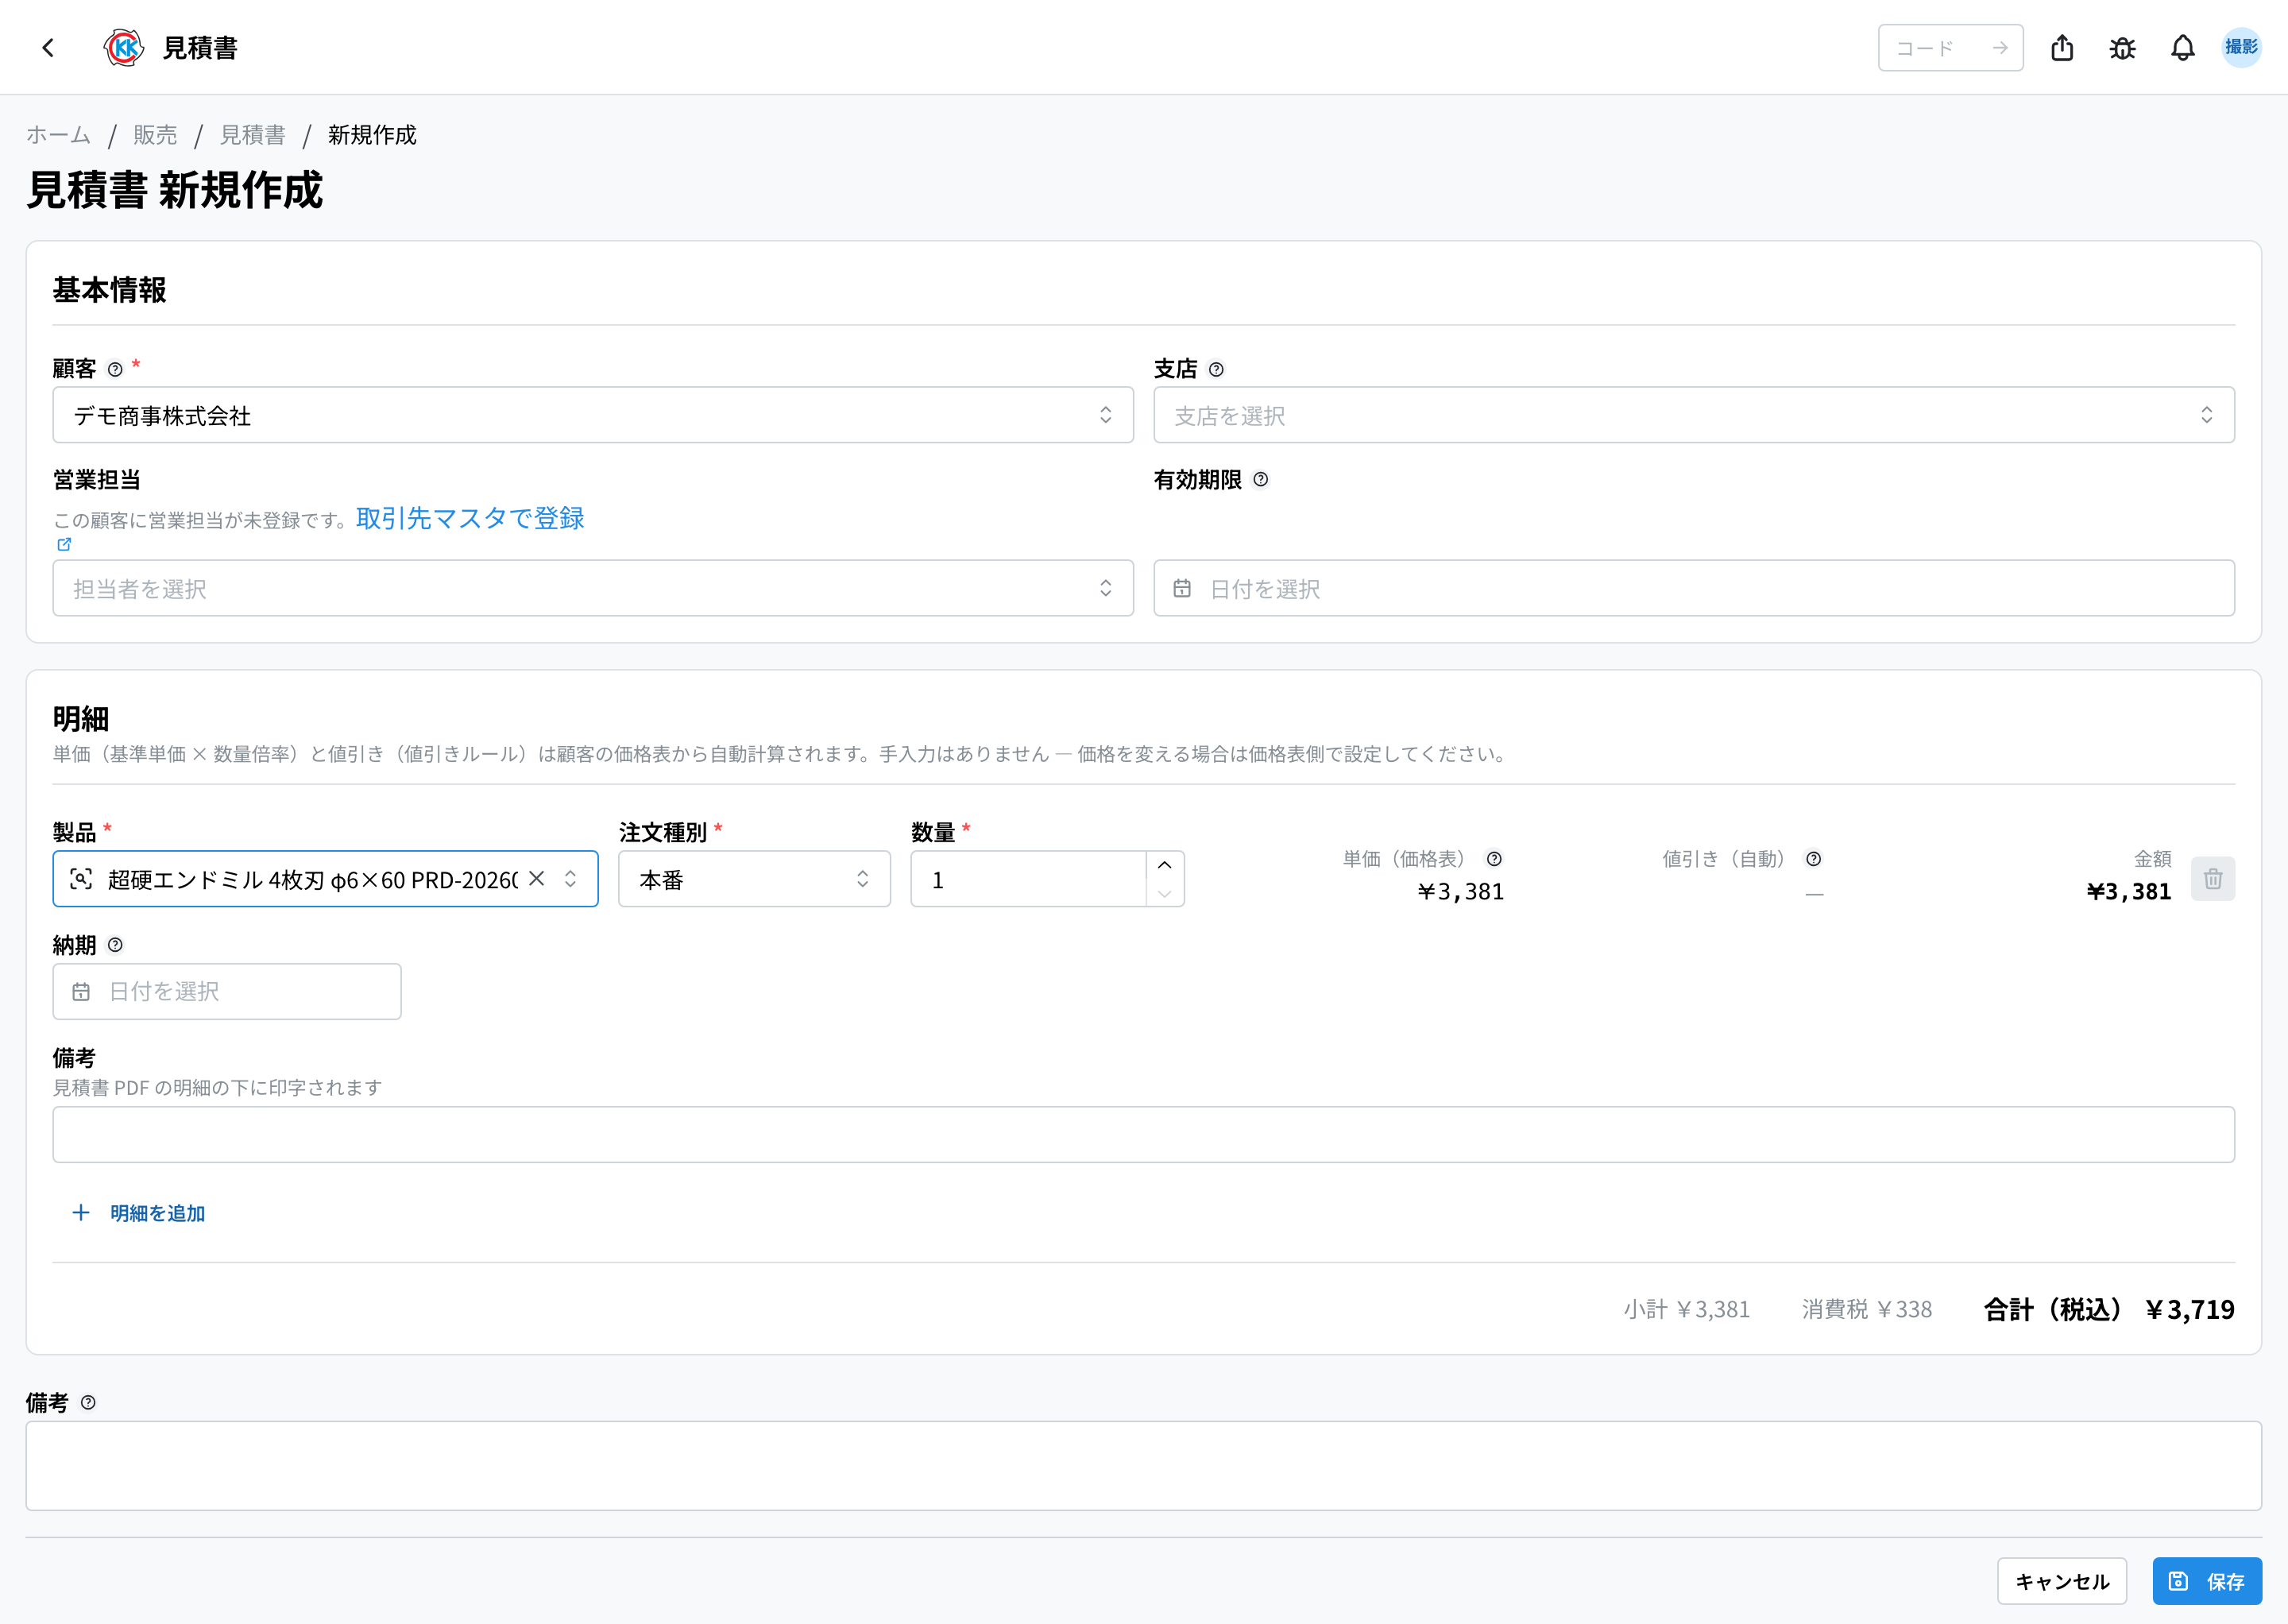 KK 見積書 コード 撮影
ホーム / 販売 / 見積書 / 新規作成
見積書 新規作成
基本情報
顧客 *
デモ商事株式会社
支店
支店を選択
営業担当
この顧客に営業担当が未登録です。取引先マスタで登録
担当者を選択
有効期限
日付を選択
明細
単価（基準単価 × 数量倍率）と値引き（値引きルール）は顧客の価格表から自動計算されます。手入力はありません — 価格を変える場合は価格表側で設定してください。
製品 *
超硬エンドミル 4枚刃 φ6×60 PRD-2026
注文種別 *
本番
数量 *
1
単価（価格表）
¥3,381
値引き（自動）
—
金額
¥3,381
納期
日付を選択
備考
見積書 PDF の明細の下に印字されます
明細を追加
小計 ￥3,381 消費税 ￥338 合計（税込） ￥3,719
備考
キャンセル 保存